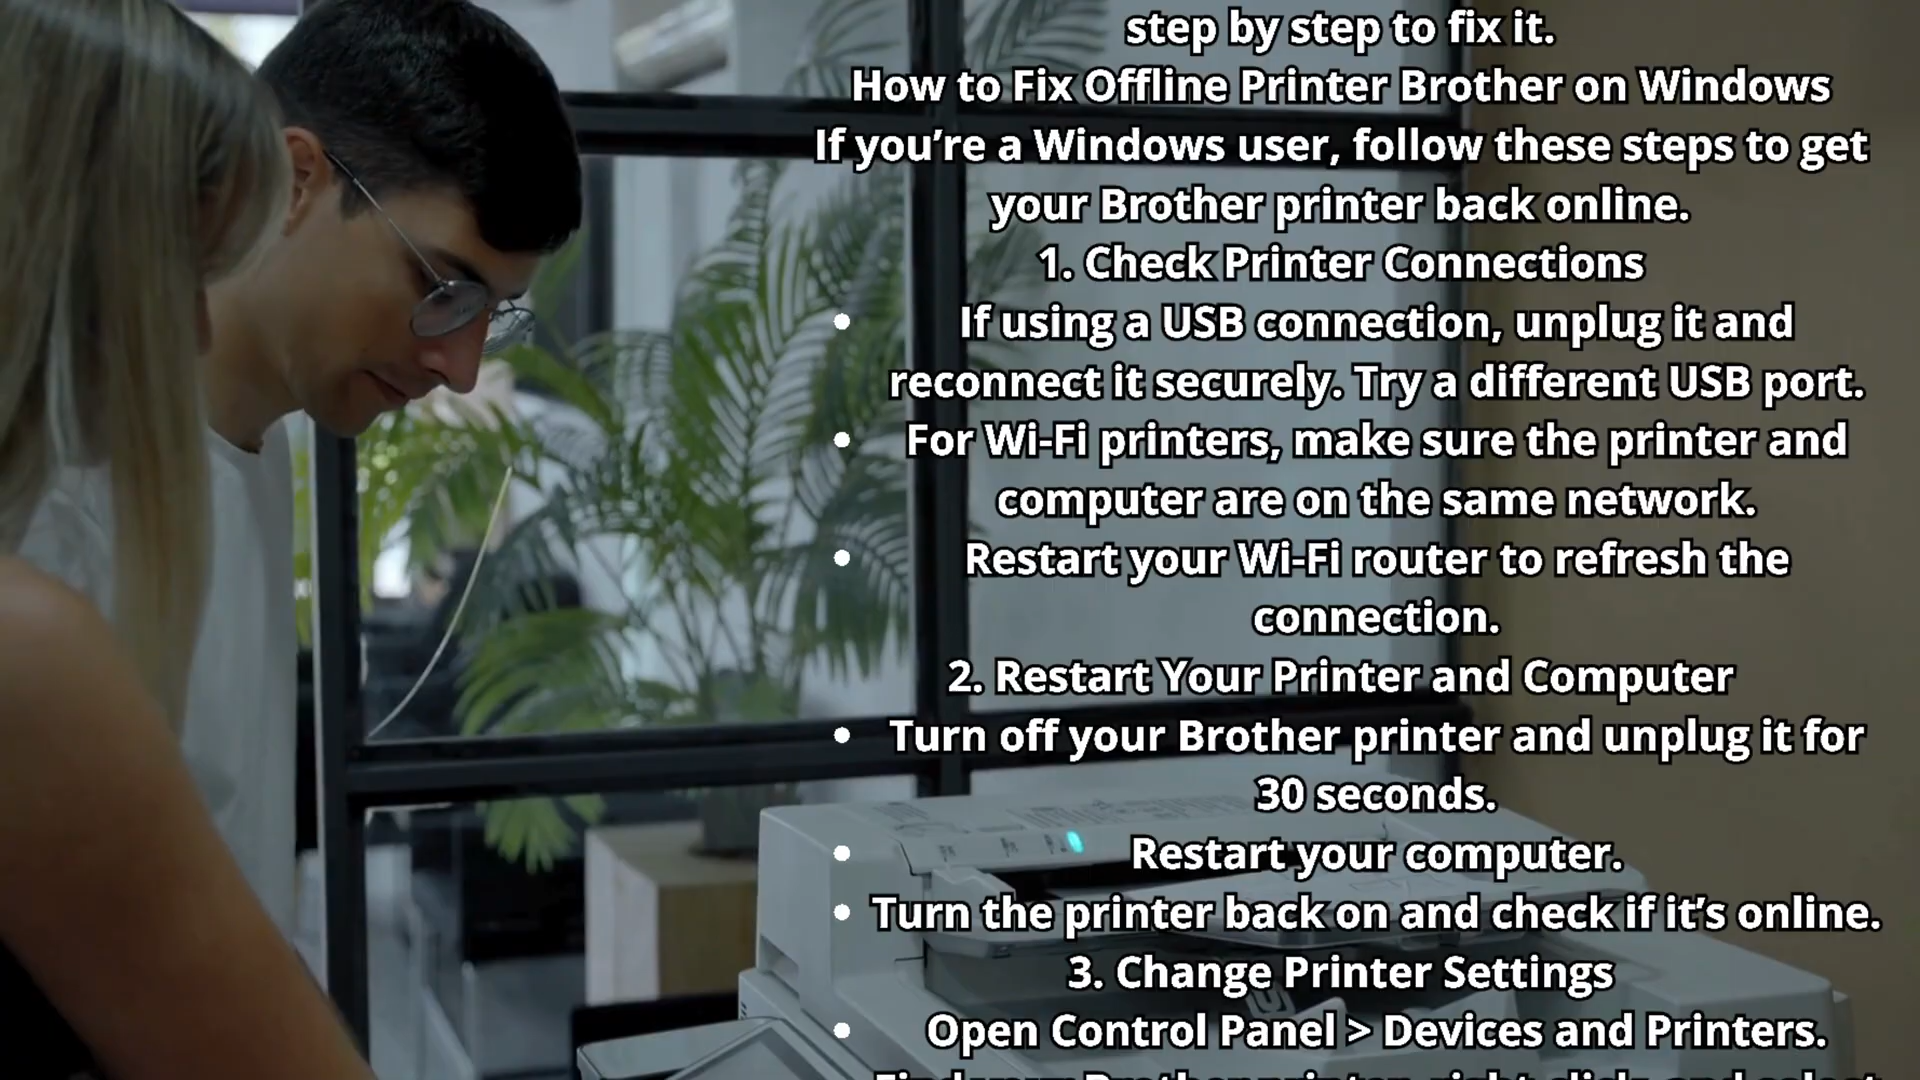 step by step to fix it.
How to Fix Offline Printer Brother on Windows
If you’re a Windows user, follow these steps to get
your Brother printer back online.
1. Check Printer Connections
• If using a USB connection, unplug it and
reconnect it securely. Try a different USB port.
• For Wi-Fi printers, make sure the printer and
computer are on the same network.
• Restart your Wi-Fi router to refresh the
connection.
2. Restart Your Printer and Computer
• Turn off your Brother printer and unplug it for
30 seconds.
• Restart your computer.
• Turn the printer back on and check if it’s online.
3. Change Printer Settings
• Open Control Panel > Devices and Printers.